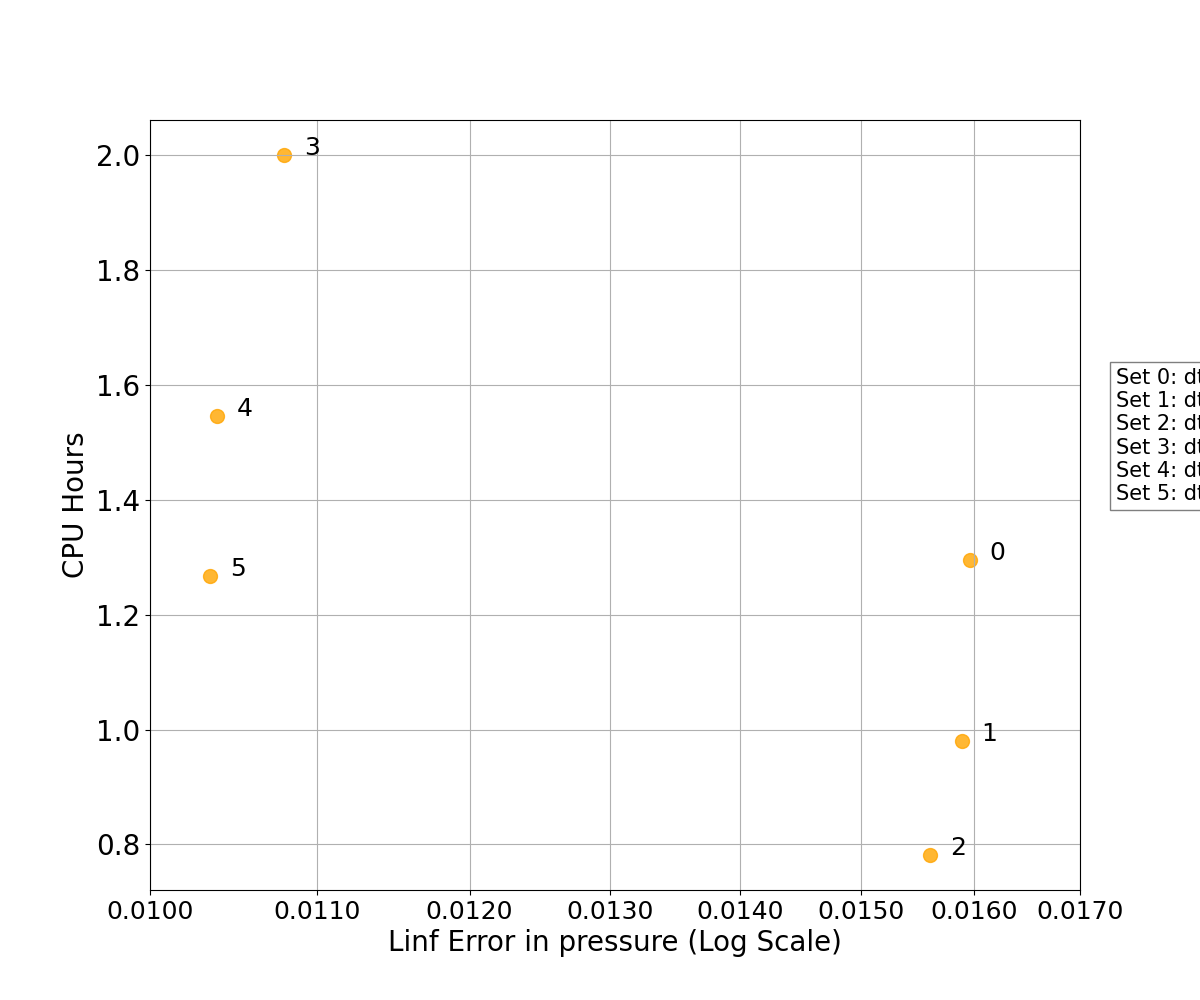 3
2.0
1.8
1.6
4
1.4
5
0
1.2
1.0
1
0.8
2
CPU Hours
0.0100 0.0110 0.0120 0.0130 0.0140 0.0150 0.0160 0.0170
Linf Error in pressure (Log Scale)
Set 0: dt
Set 1: dt
Set 2: dt
Set 3: dt
Set 4: dt
Set 5: dt